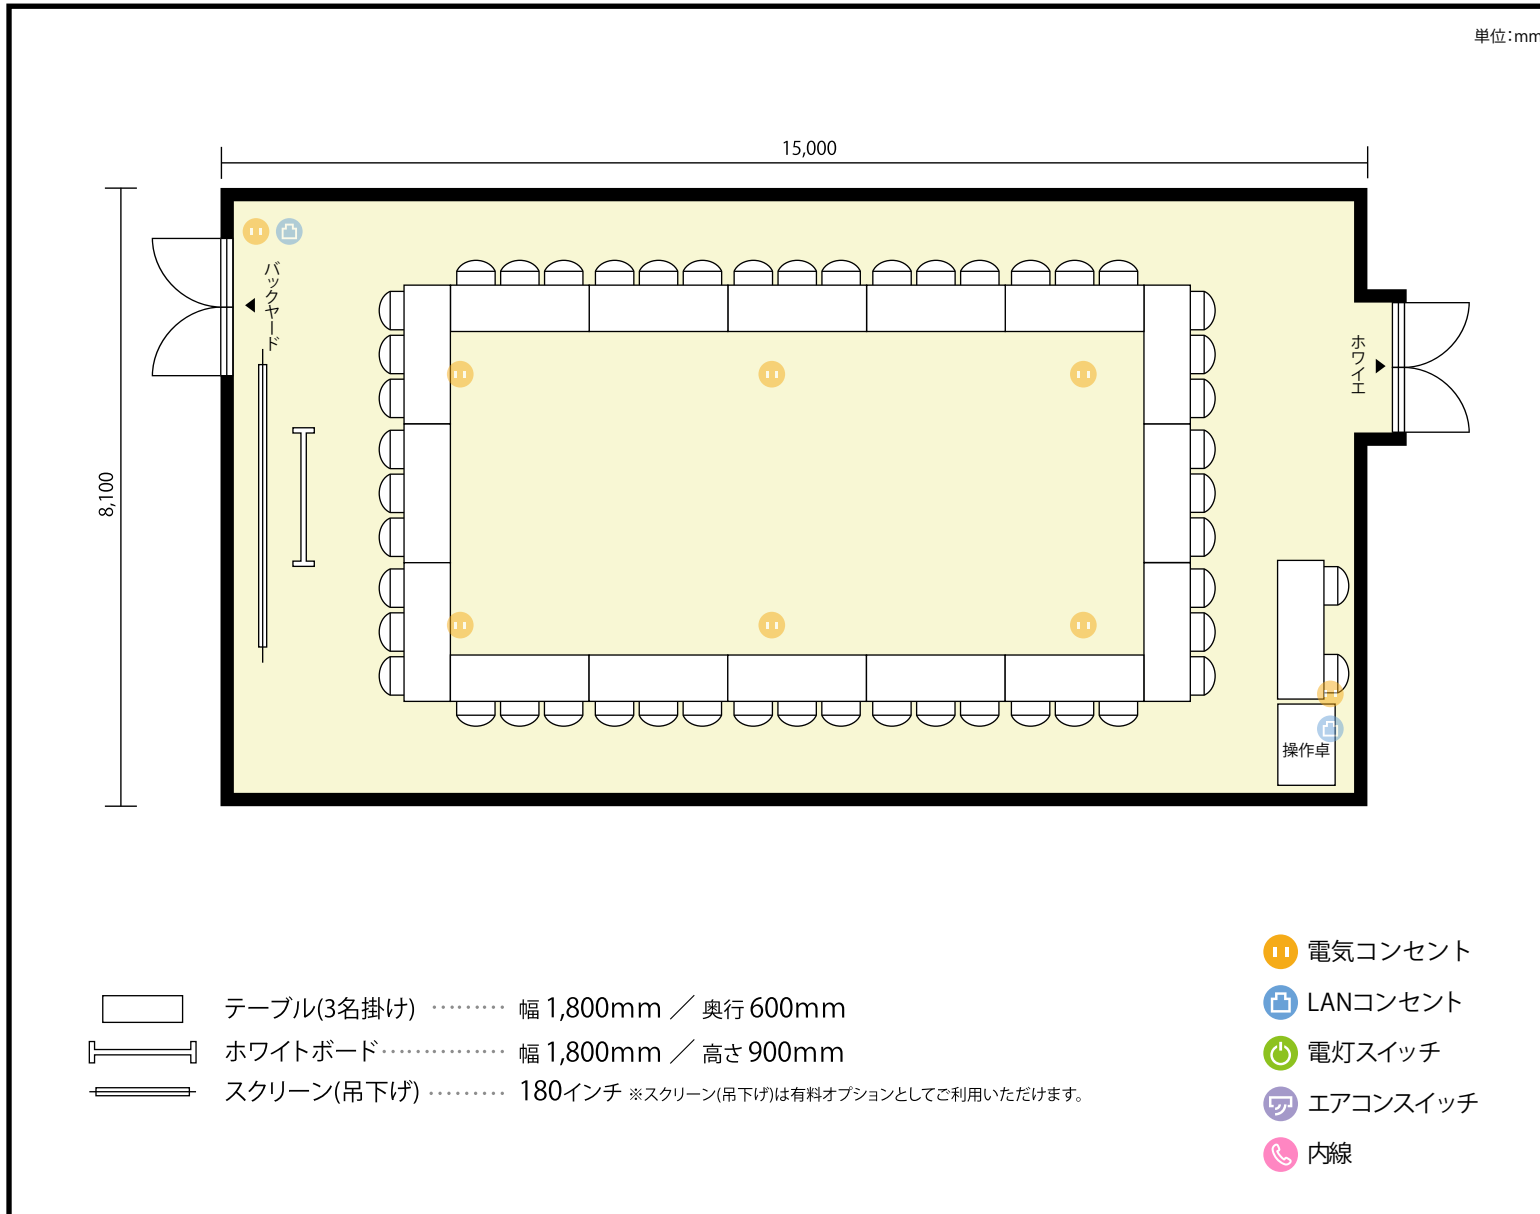 単位：mm
15,000
8,100
バックヤード
ホワイエ
操作卓
テーブル(3名掛け) ········· 幅 1,800mm ／ 奥行 600mm
ホワイトボード··············· 幅 1,800mm ／ 高さ 900mm
スクリーン(吊下げ) ········· 180インチ ※スクリーン(吊下げ)は有料オプションとしてご利用いただけます。
電気コンセント
LANコンセント
電灯スイッチ
エアコンスイッチ
内線